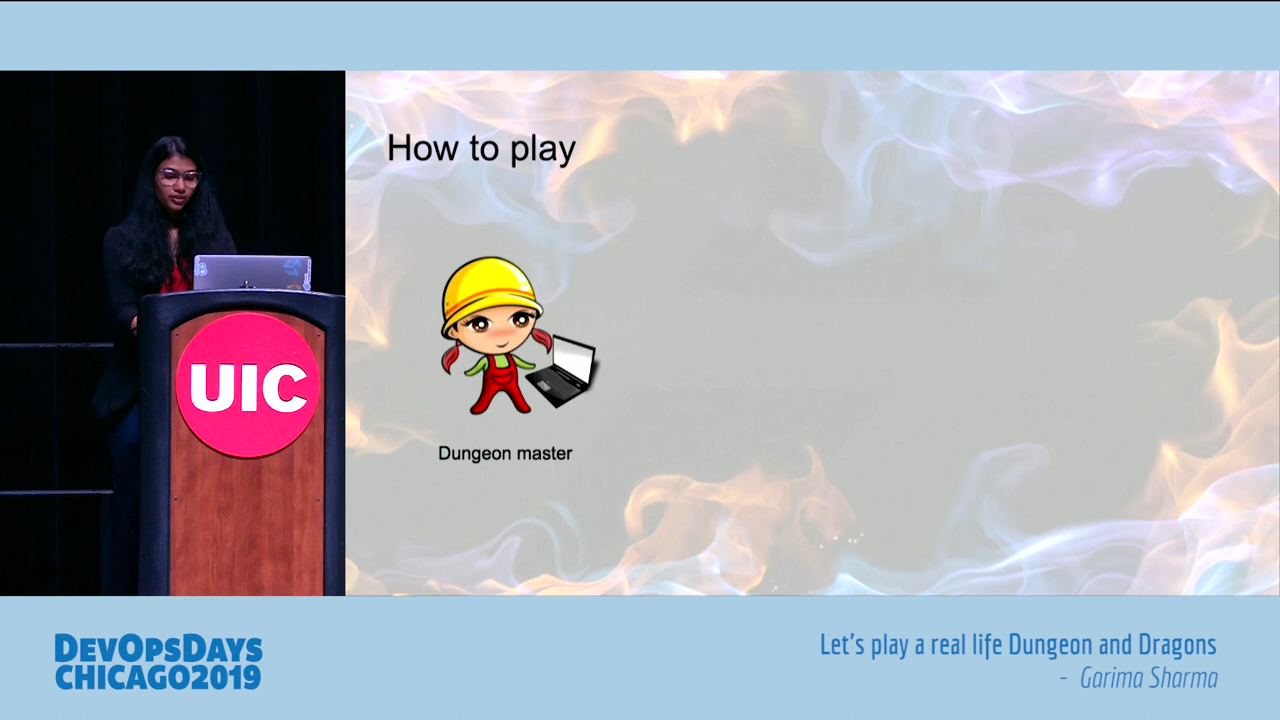 How to play
Dungeon master
UIC
DEVOPSDAYS
CHICAGO2019
Let's play a real life Dungeon and Dragons
- Garima Sharma